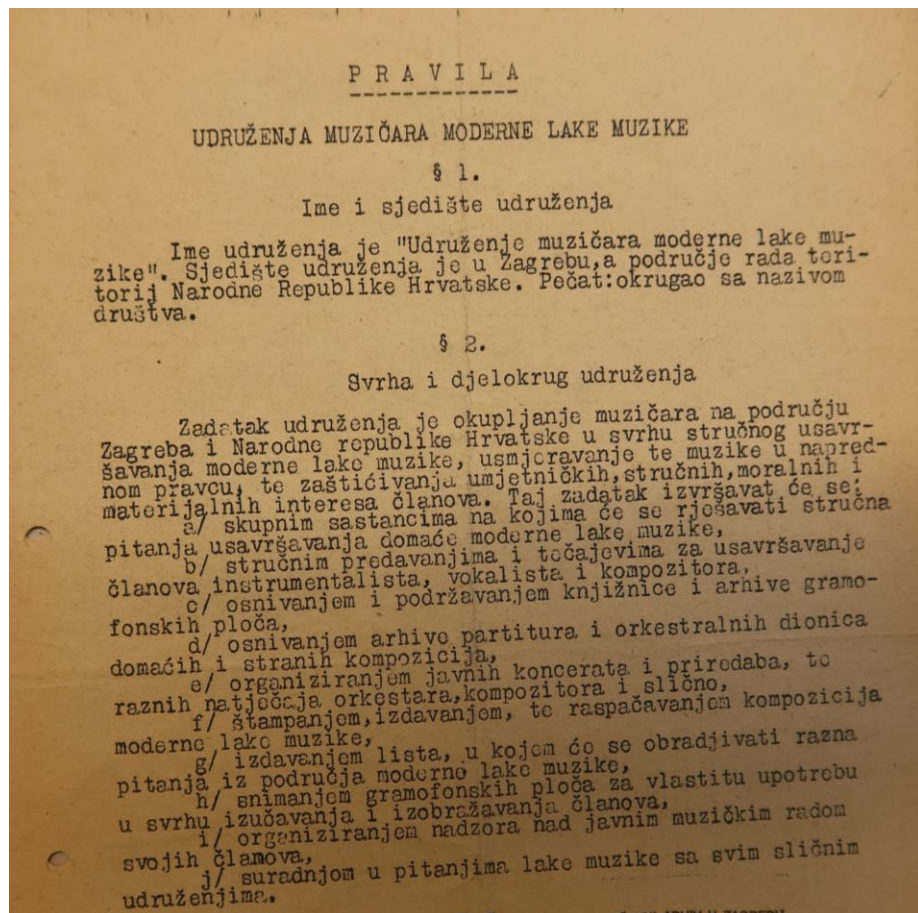 P R A V I L A
UDRUŽENJA MUZIČARA MODERNE LAKE MUZIKE
§ 1.
Ime i sjedište udruženja
Ime udruženja je "Udruženje muzičara moderne lake mu-
zike". Sjedište udruženja je u Zagrebu,a područje rada teri-
torij Narodne Republike Hrvatske. Pečat:okrugao sa nazivom
društva.
§ 2.
Svrha i djelokrug udruženja
Zadatak udruženja je okupljanje muzičara na području
Zagreba i Narodne republike Hrvatske u svrhu stručnog usavr-
šavanja moderne lake muzike, usmjeravanje te muzike u napred-
nom pravcu, te zaštićivanja umjetničkih,stručnih,moralnih i
materijalnih interesa članova. Taj zadatak izvršavat će se:
a/ skupnim sastancima na kojima će se rješavati stručna
pitanja usavršavanja domaće moderne lake muzike,
b/ stručnim predavanjima i tečajevima za usavršavanje
članova instrumentalista, vokalista i kompozitora,
c/ osnivanjem i podržavanjem knjižnice i arhive gramo-
fonskih ploča,
d/ osnivanjem arhive partitura i orkestralnih dionica
domaćih i stranih kompozicija,
e/ organiziranjem javnih koncerata i priredaba, te
raznih natječaja orkestara,kompozitora i slično,
f/ štampanjem,izdavanjem, te raspačavanjem kompozicija
moderne lake muzike,
g/ izdavanjem lista, u kojem će se obradjivati razna
pitanja iz područja moderne lake muzike,
h/ snimanjem gramofonskih ploča za vlastitu upotrebu
u svrhu izučavanja i izobražavanja članova,
i/ organiziranjem nadzora nad javnim muzičkim radom
svojih članova,
j/ suradnjom u pitanjima lake muzike sa svim sličnim
udruženjima.